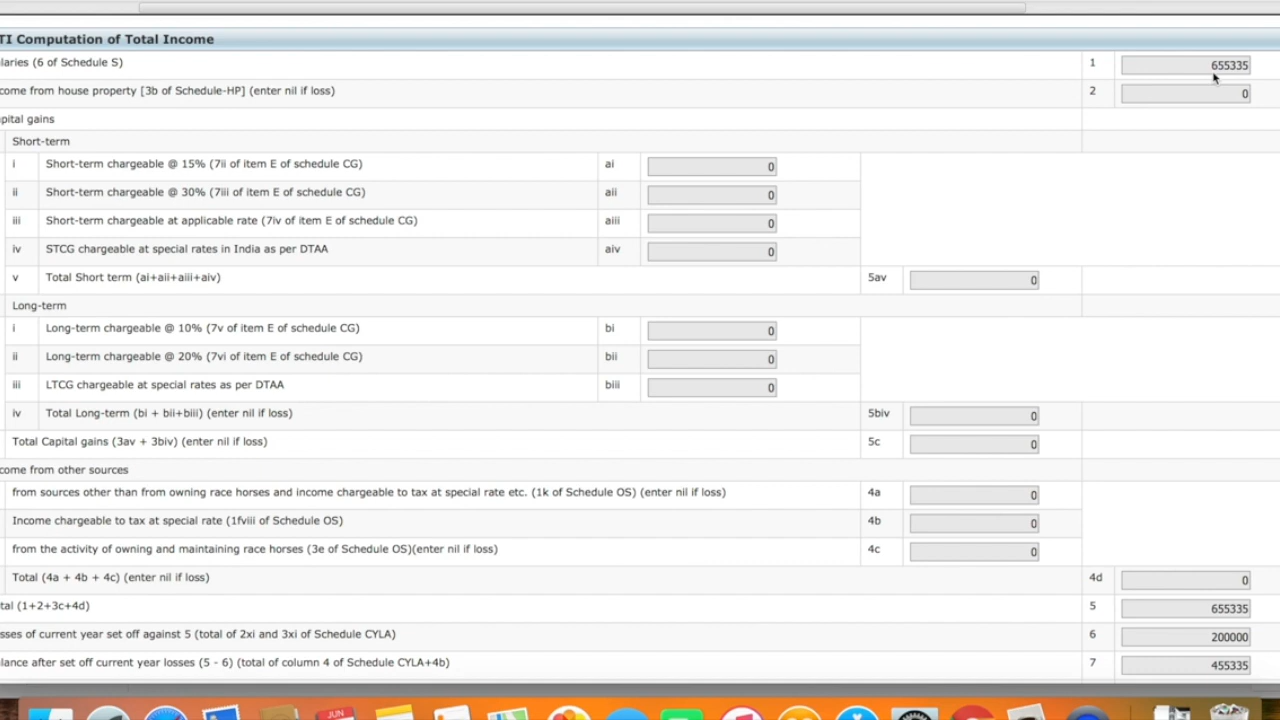 TI Computation of Total Income
laries (6 of Schedule S) 1 655335
come from house property [3b of Schedule-HP] (enter nil if loss) 2 0
pital gains
Short-term
i Short-term chargeable @ 15% (7ii of item E of schedule CG) ai 0
ii Short-term chargeable @ 30% (7iii of item E of schedule CG) aii 0
iii Short-term chargeable at applicable rate (7iv of item E of schedule CG) aiii 0
iv STCG chargeable at special rates in India as per DTAA aiv 0
v Total Short term (ai+aii+aiii+aiv) 5av 0
Long-term
i Long-term chargeable @ 10% (7v of item E of schedule CG) bi 0
ii Long-term chargeable @ 20% (7vi of item E of schedule CG) bii 0
iii LTCG chargeable at special rates as per DTAA biii 0
iv Total Long-term (bi + bii+biii) (enter nil if loss) 5biv 0
Total Capital gains (3av + 3biv) (enter nil if loss) 5c 0
come from other sources
from sources other than from owning race horses and income chargeable to tax at special rate etc. (1k of Schedule OS) (enter nil if loss) 4a 0
Income chargeable to tax at special rate (1fviii of Schedule OS) 4b 0
from the activity of owning and maintaining race horses (3e of Schedule OS)(enter nil if loss) 4c 0
Total (4a + 4b + 4c) (enter nil if loss) 4d 0
tal (1+2+3c+4d) 5 655335
sses of current year set off against 5 (total of 2xi and 3xi of Schedule CYLA) 6 200000
lance after set off current year losses (5 - 6) (total of column 4 of Schedule CYLA+4b) 7 455335
JUN